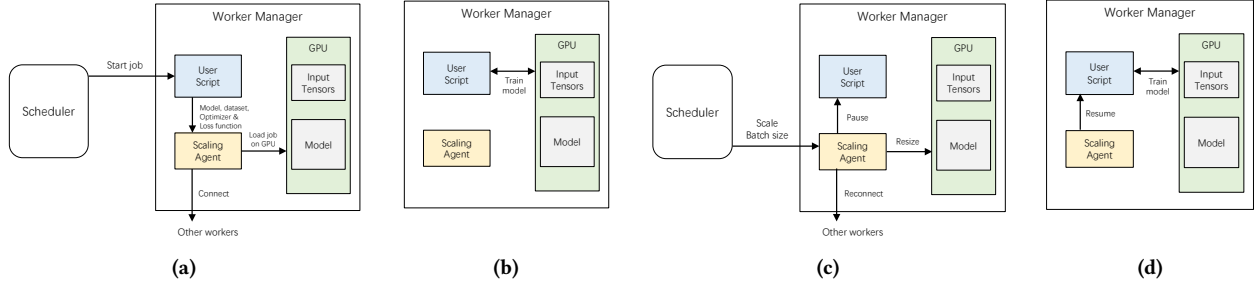 Worker Manager
GPU
Start job
User
Script
Input
Tensors
Scheduler
Model, dataset,
Optimizer &
Loss function
Load job
on GPU
Scaling
Agent
Model
Connect
Other workers
(a)
Worker Manager
GPU
User
Script
Train
model
Input
Tensors
Scaling
Agent
Model
(b)
Worker Manager
GPU
User
Script
Input
Tensors
Scheduler
Scale
Batch size
Pause
Scaling
Agent
Resize
Model
Reconnect
Other workers
(c)
Worker Manager
GPU
User
Script
Train
model
Input
Tensors
Resume
Scaling
Agent
Model
(d)